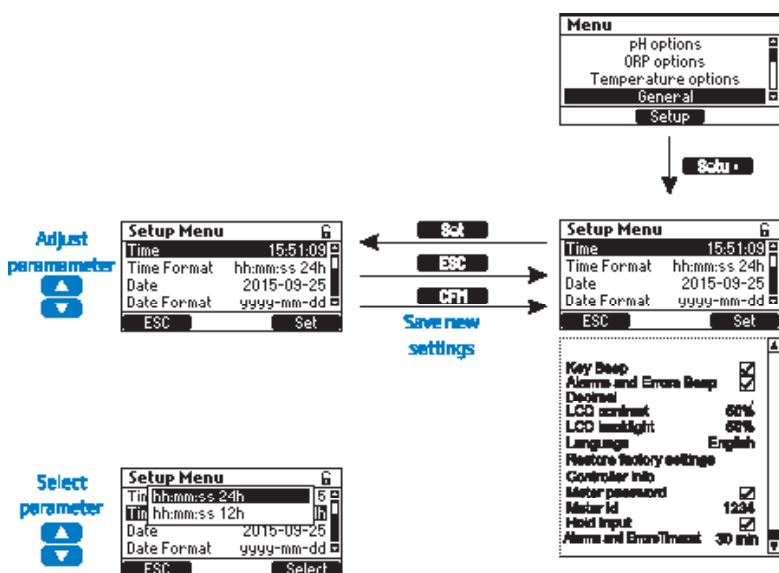 Menu
pH options
ORP options
Temperature options
General
Setup
Setup
Adjust
paramameter
Setup Menu
Time 15:51:09
Time Format hh:mm:ss 24h
Date 2015-09-25
Date Format yyyy-mm-dd
ESC Set
Set
ESC
CFM
Save new
settings
Setup Menu
Time 15:51:09
Time Format hh:mm:ss 24h
Date 2015-09-25
Date Format yyyy-mm-dd
ESC Set
Key Beep
Alarms and Errors Beep
Decimal
LCD contrast 50%
LCD backlight 50%
Language English
Restore factory settings
Controller info
Meter password
Meter id 1234
Hold Input
Alarms and Errors Timeout 30 min
Select
parameter
Setup Menu
Tin hh:mm:ss 24h 5
Tin hh:mm:ss 12h h
Date 2015-09-25
Date Format yyyy-mm-dd
ESC Select